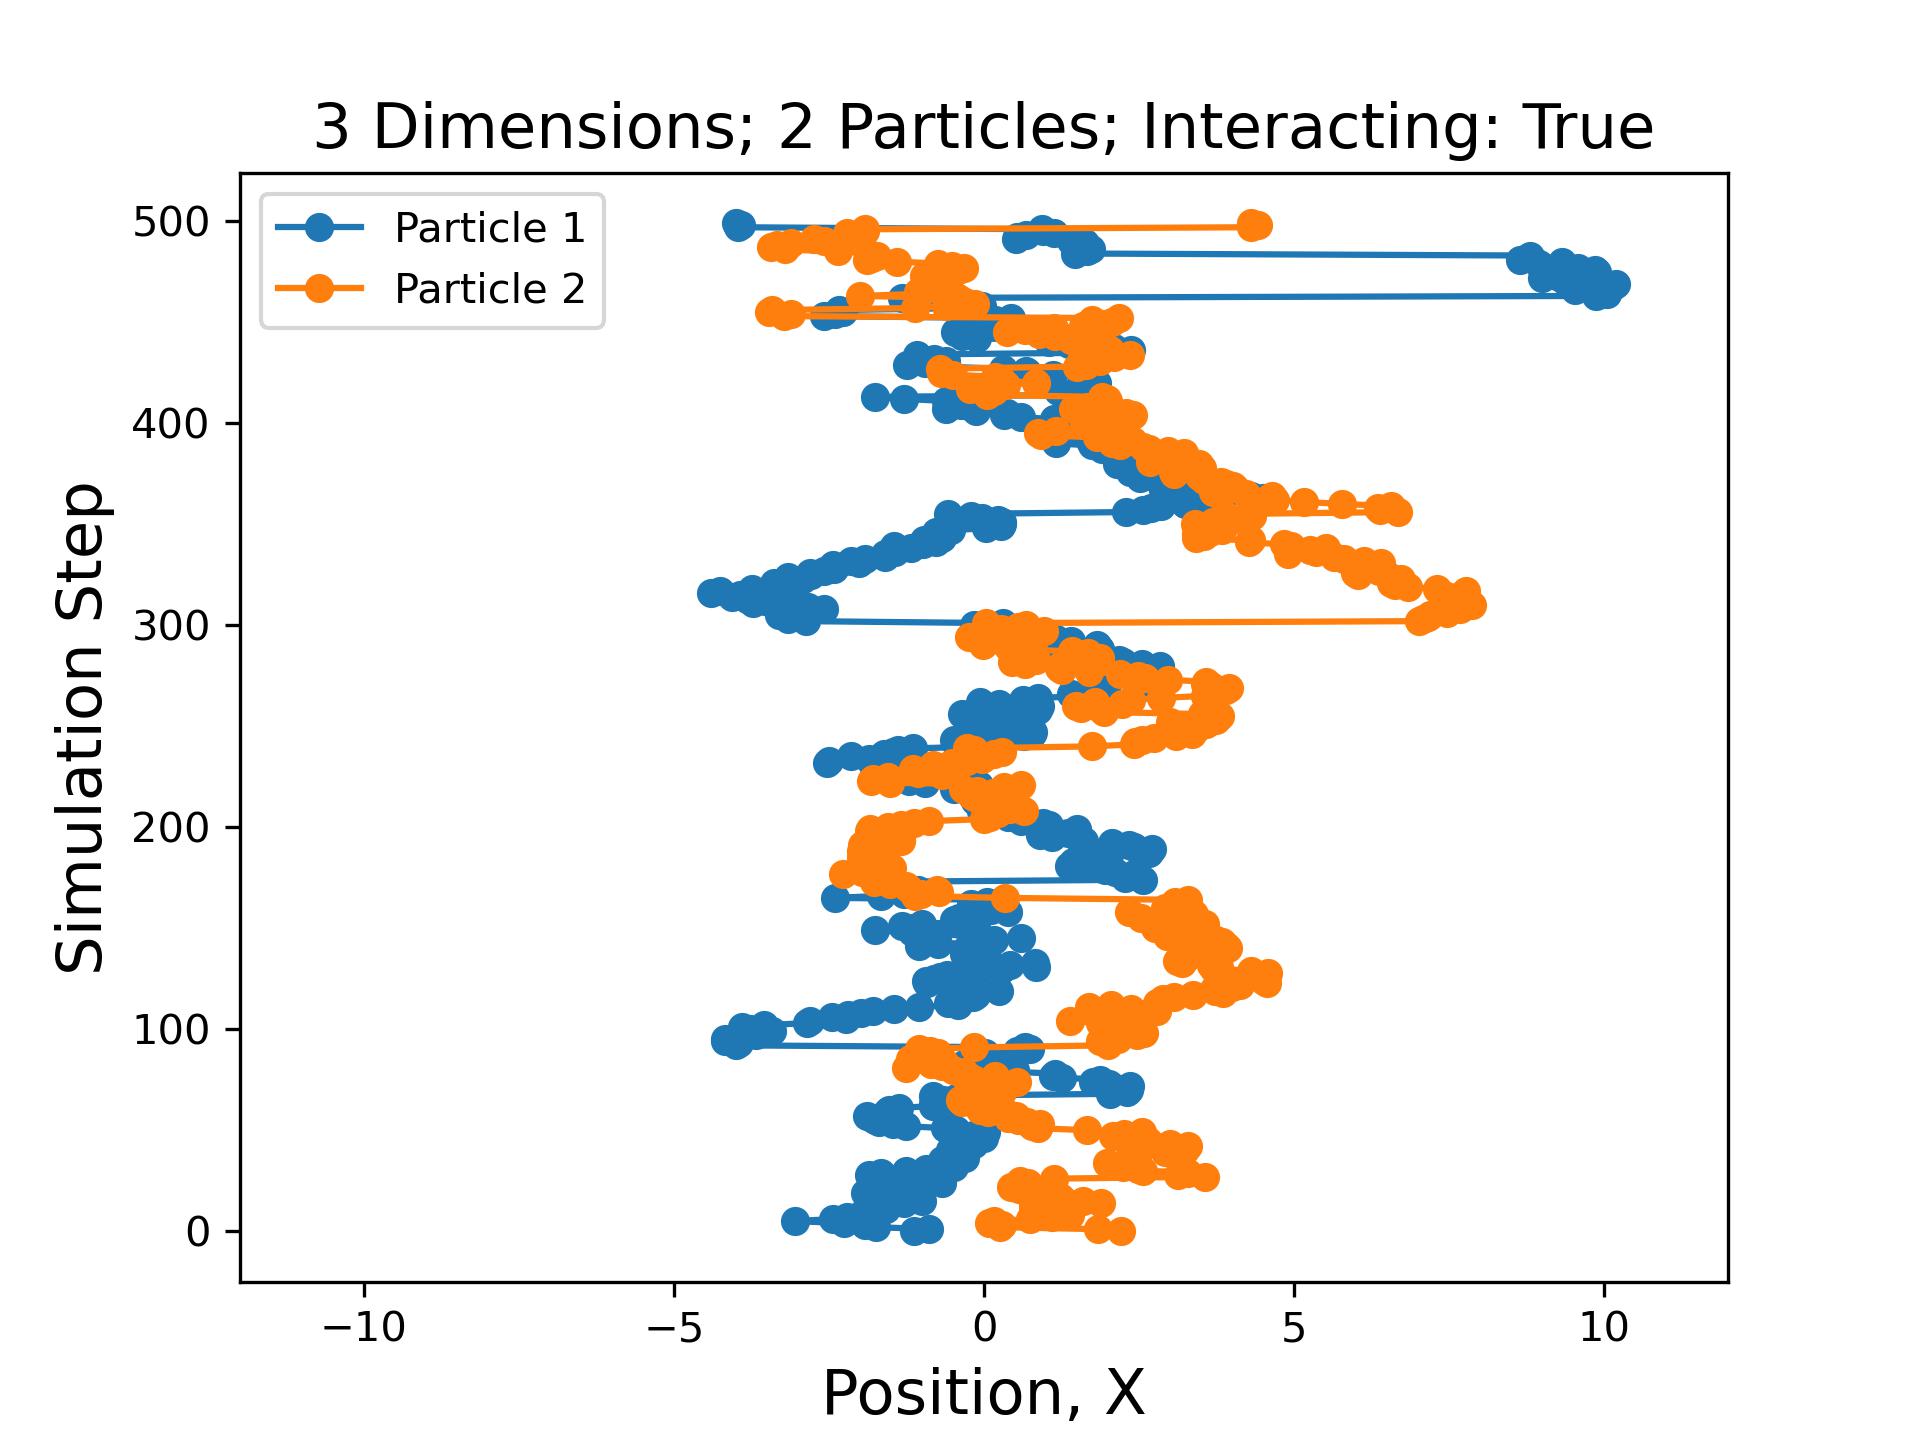 3 Dimensions; 2 Particles; Interacting: True
Particle 1
Particle 2
500
400
300
200
100
0
Simulation Step
−10
−5
0
5
10
Position, X